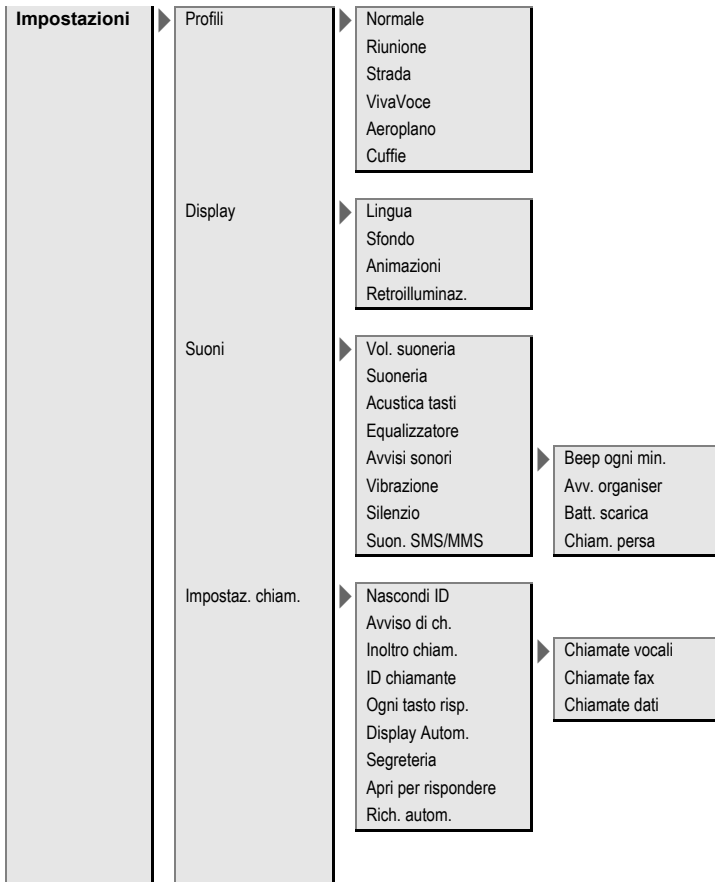 Impostazioni
Profili
Normale
Riunione
Strada
VivaVoce
Aeroplano
Cuffie
Display
Lingua
Sfondo
Animazioni
Retroilluminaz.
Suoni
Vol. suoneria
Suoneria
Acustica tasti
Equalizzatore
Avvisi sonori
Beep ogni min.
Avv. organiser
Batt. scarica
Chiam. persa
Vibrazione
Silenzio
Suon. SMS/MMS
Impostaz. chiam.
Nascondi ID
Avviso di ch.
Inoltro chiam.
Chiamate vocali
Chiamate fax
Chiamate dati
ID chiamante
Ogni tasto risp.
Display Autom.
Segreteria
Apri per rispondere
Rich. autom.